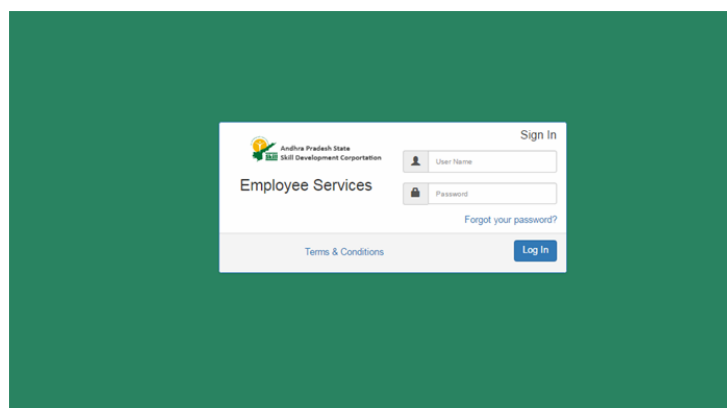 Andhra Pradesh State
Skill Development Corportation
Employee Services
Sign In
User Name
Password
Forgot your password?
Terms & Conditions
Log In